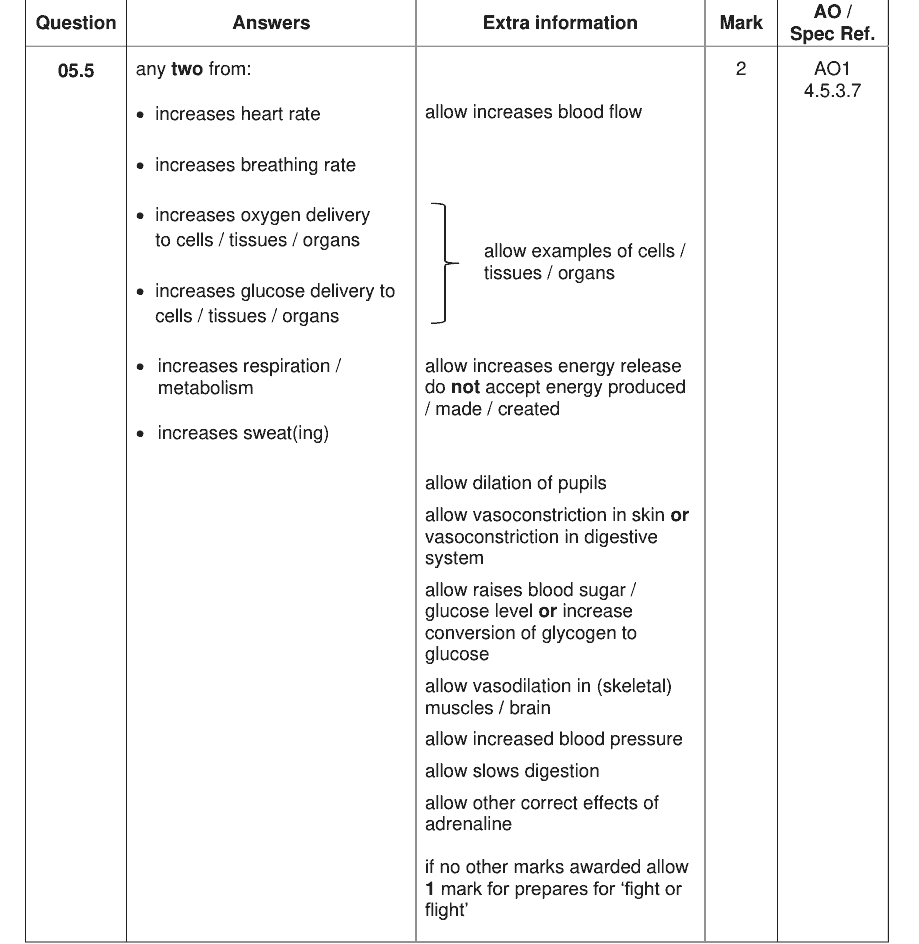 Question
Answers
Extra information
Mark
AO /
Spec Ref.
05.5
any two from:
2
AO1
4.5.3.7
• increases heart rate
allow increases blood flow
• increases breathing rate
• increases oxygen delivery
to cells / tissues / organs
allow examples of cells /
tissues / organs
• increases glucose delivery to
cells / tissues / organs
• increases respiration /
metabolism
allow increases energy release
do not accept energy produced
/ made / created
• increases sweat(ing)
allow dilation of pupils
allow vasoconstriction in skin or
vasoconstriction in digestive
system
allow raises blood sugar /
glucose level or increase
conversion of glycogen to
glucose
allow vasodilation in (skeletal)
muscles / brain
allow increased blood pressure
allow slows digestion
allow other correct effects of
adrenaline
if no other marks awarded allow
1 mark for prepares for ‘fight or
flight’